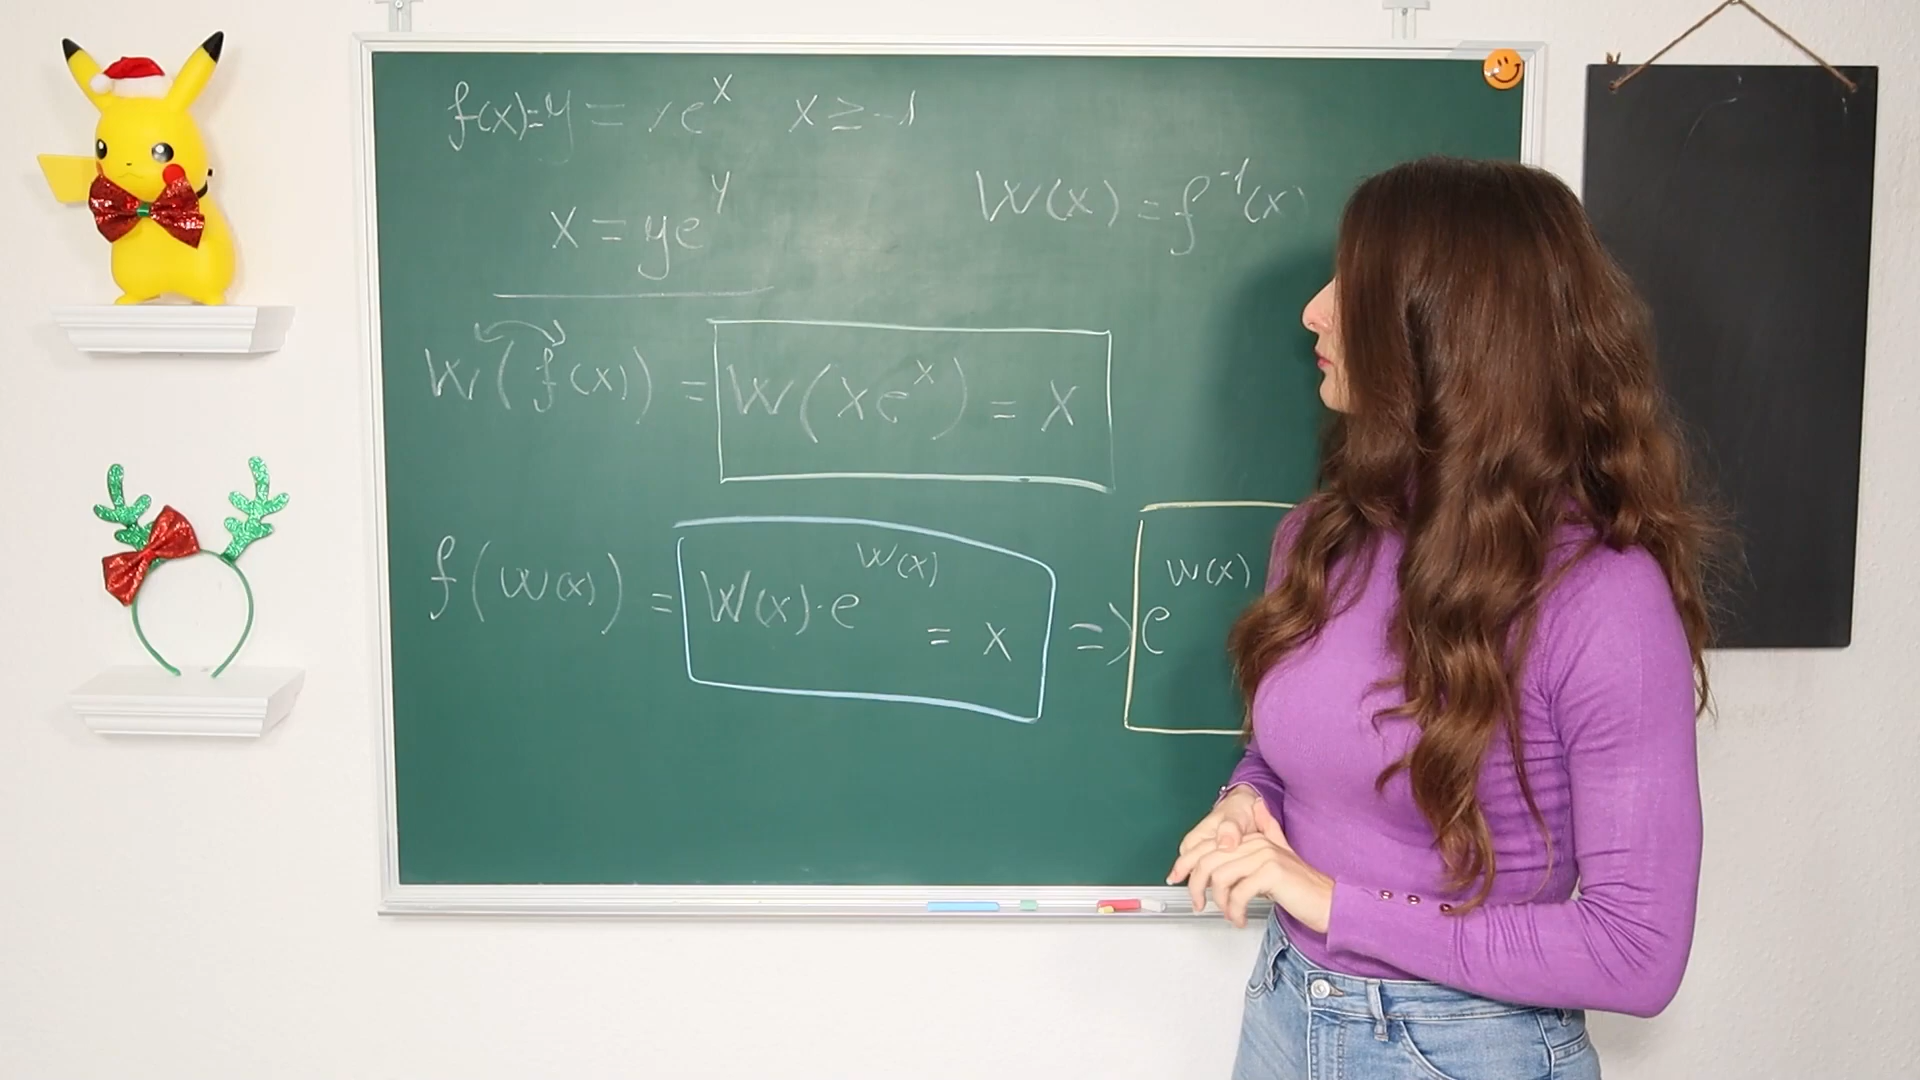 f(x)=y = xe^x x ≥ -1
x = ye^y
W(x) = f^-1(x)
W(f(x)) = W(xe^x) = x
f(W(x)) = W(x)·e^W(x) = x => e^W(x)